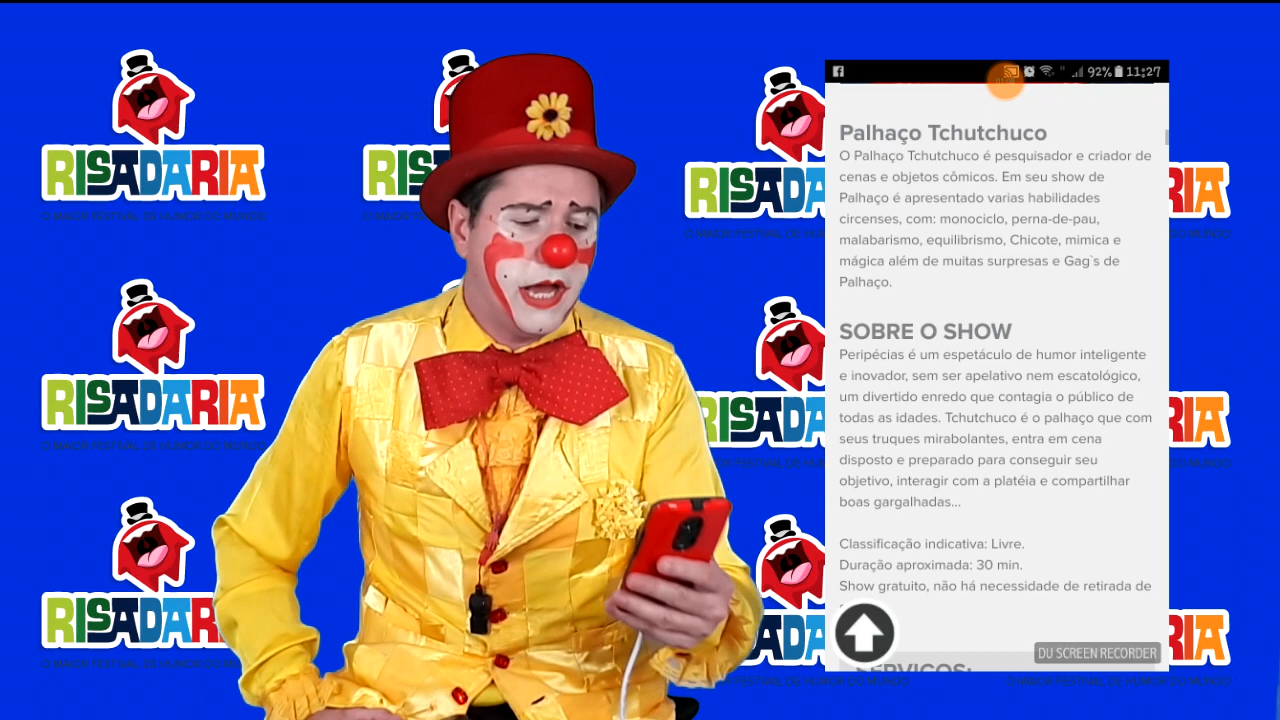 RISADARIA
O MAIOR FESTIVAL DE HUMOR DO MUNDO
RISADARIA
O MAIOR FESTIVAL DE HUMOR DO MUNDO
RISADARIA
O MAIOR FESTIVAL DE HUMOR DO MUNDO
92% 11:27
Palhaço Tchutchuco
O Palhaço Tchutchuco é pesquisador e criador de
cenas e objetos cômicos. Em seu show de
Palhaço é apresentado varias habilidades
circenses, com: monociclo, perna-de-pau,
malabarismo, equilibrismo, Chicote, mimica e
mágica além de muitas surpresas e Gag`s de
Palhaço.
SOBRE O SHOW
Peripécias é um espetáculo de humor inteligente
e inovador, sem ser apelativo nem escatológico,
um divertido enredo que contagia o público de
todas as idades. Tchutchuco é o palhaço que com
seus truques mirabolantes, entra em cena
disposto e preparado para conseguir seu
objetivo, interagir com a platéia e compartilhar
boas gargalhadas...
Classificação indicativa: Livre.
Duração aproximada: 30 min.
Show gratuito, não há necessidade de retirada de
DU SCREEN RECORDER
SERVIÇOS: